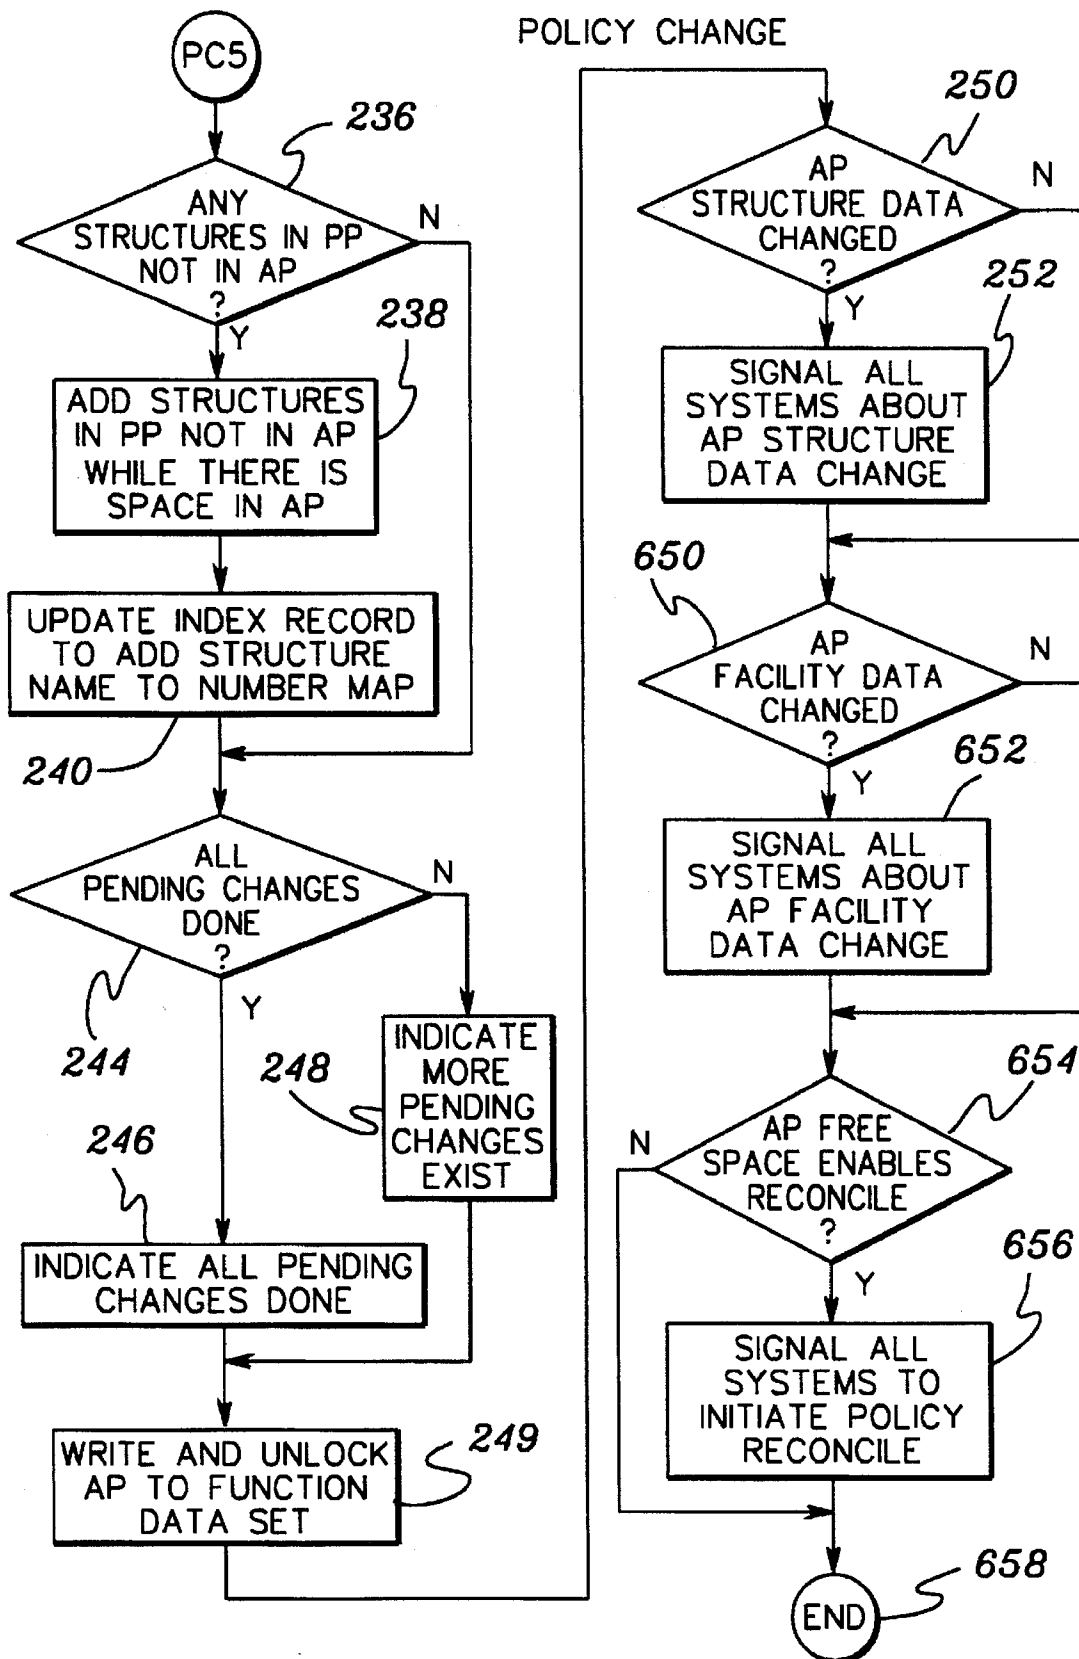 POLICY CHANGE
PC5
236
ANY
STRUCTURES IN PP
NOT IN AP
?
N
Y
238
ADD STRUCTURES
IN PP NOT IN AP
WHILE THERE IS
SPACE IN AP
UPDATE INDEX RECORD
TO ADD STRUCTURE
NAME TO NUMBER MAP
240
ALL
PENDING CHANGES
DONE
?
N
Y
244
248
INDICATE
MORE
PENDING
CHANGES
EXIST
246
INDICATE ALL PENDING
CHANGES DONE
WRITE AND UNLOCK
AP TO FUNCTION
DATA SET
249
250
AP
STRUCTURE DATA
CHANGED
?
N
Y
252
SIGNAL ALL
SYSTEMS ABOUT
AP STRUCTURE
DATA CHANGE
650
AP
FACILITY DATA
CHANGED
?
N
Y
652
SIGNAL ALL
SYSTEMS ABOUT
AP FACILITY
DATA CHANGE
654
AP FREE
SPACE ENABLES
RECONCILE
?
N
Y
656
SIGNAL ALL
SYSTEMS TO
INITIATE POLICY
RECONCILE
END
658